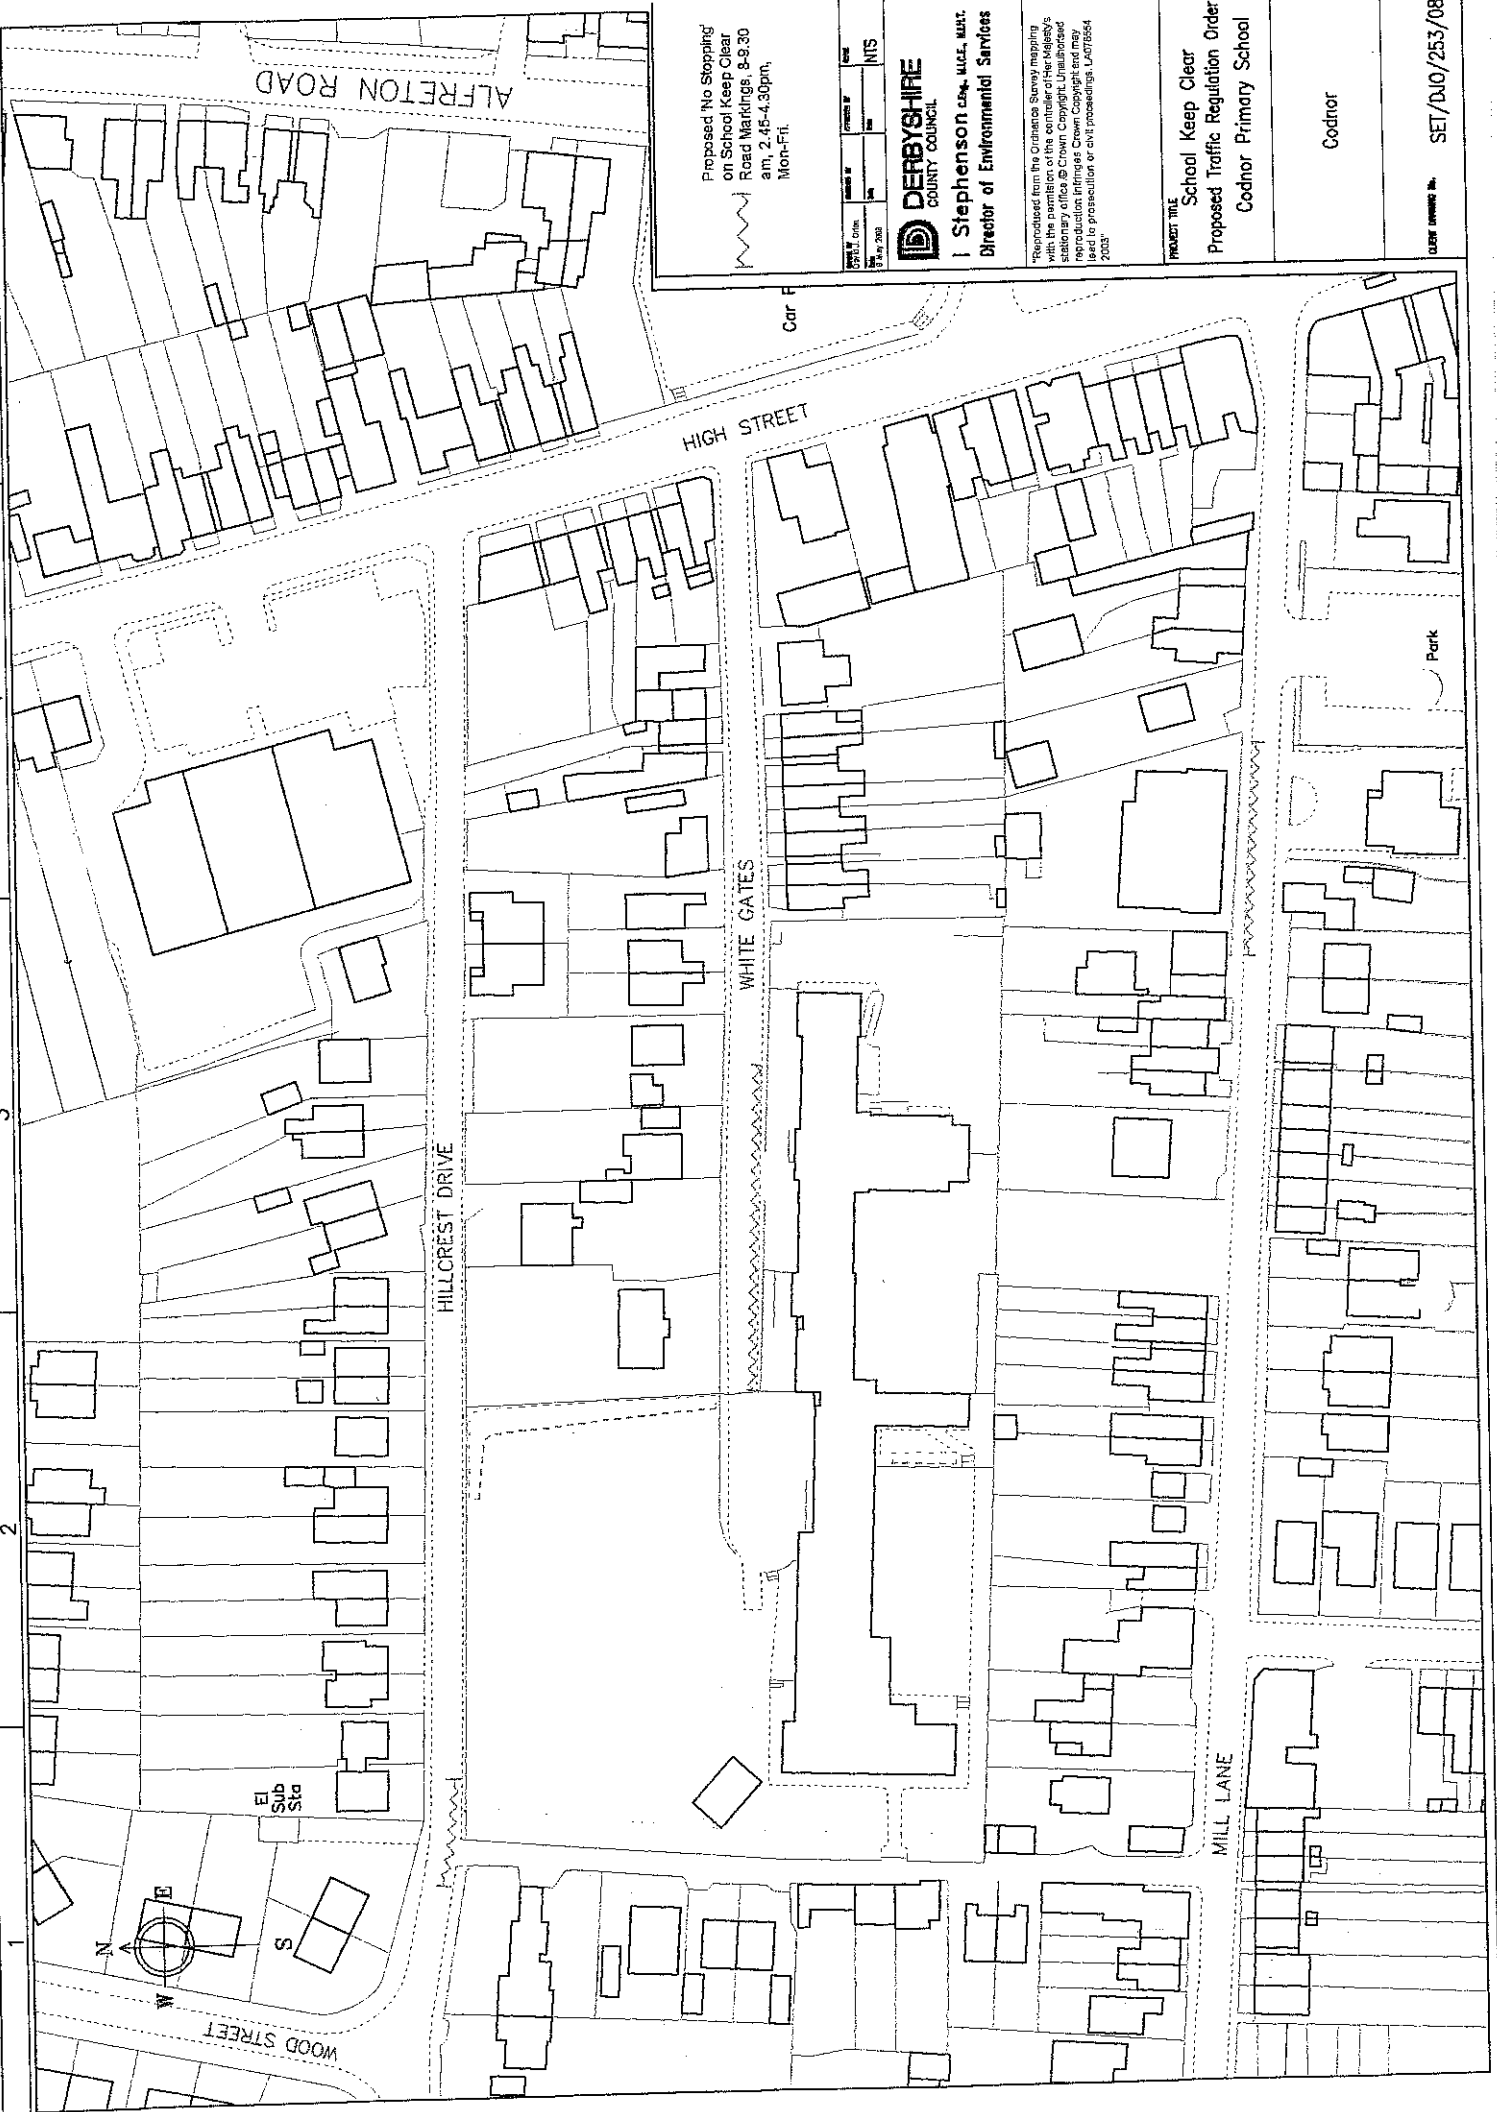 1
2
3
ALFRETON ROAD
HIGH STREET
Car P
HILLCREST DRIVE
WHITE GATES
MILL LANE
WOOD STREET
Park
El
Sub
Sta
N
E
S
W
Proposed 'No Stopping'
on School Keep Clear
Road Markings, 8-9.30
am, 2.45-4.30pm,
Mon-Fri.
NTS
DERBYSHIRE
COUNTY COUNCIL
I Stephenson C.Eng. M.I.C.E.
Director of Environmental Services
"Reproduced from the Ordnance Survey mapping
with the permission of the controller of Her Majesty's
stationary office © Crown Copyright. Unauthorised
reproduction infringes Crown Copyright and may
lead to prosecution or civil proceedings. LA076554
2003"
PROJECT TITLE
School Keep Clear
Proposed Traffic Regulation Order
Codnor Primary School
Codnor
SET/DJO/253/08